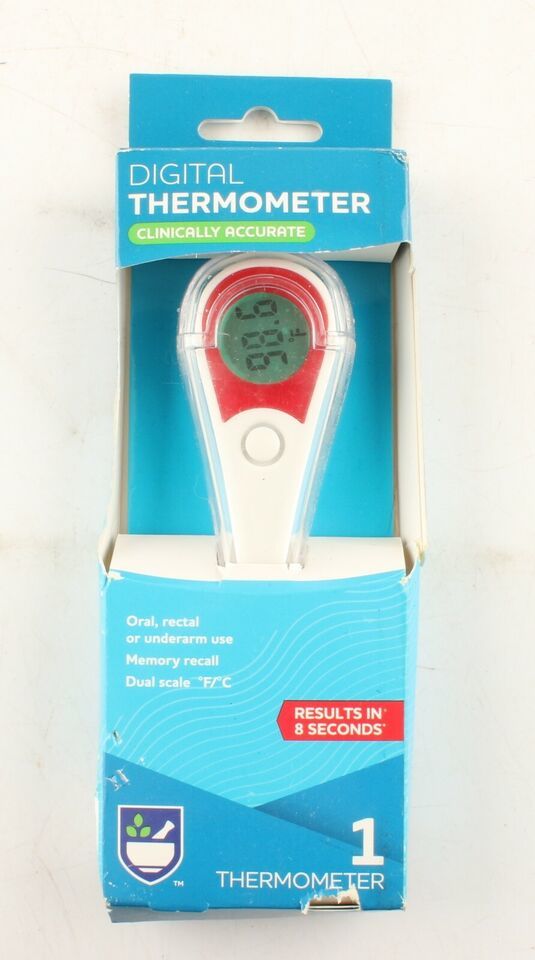 DIGITAL
THERMOMETER
CLINICALLY ACCURATE
98.6 °F
Oral, rectal
or underarm use
Memory recall
Dual scale °F/°C
RESULTS IN*
8 SECONDS*
1
THERMOMETER
TM